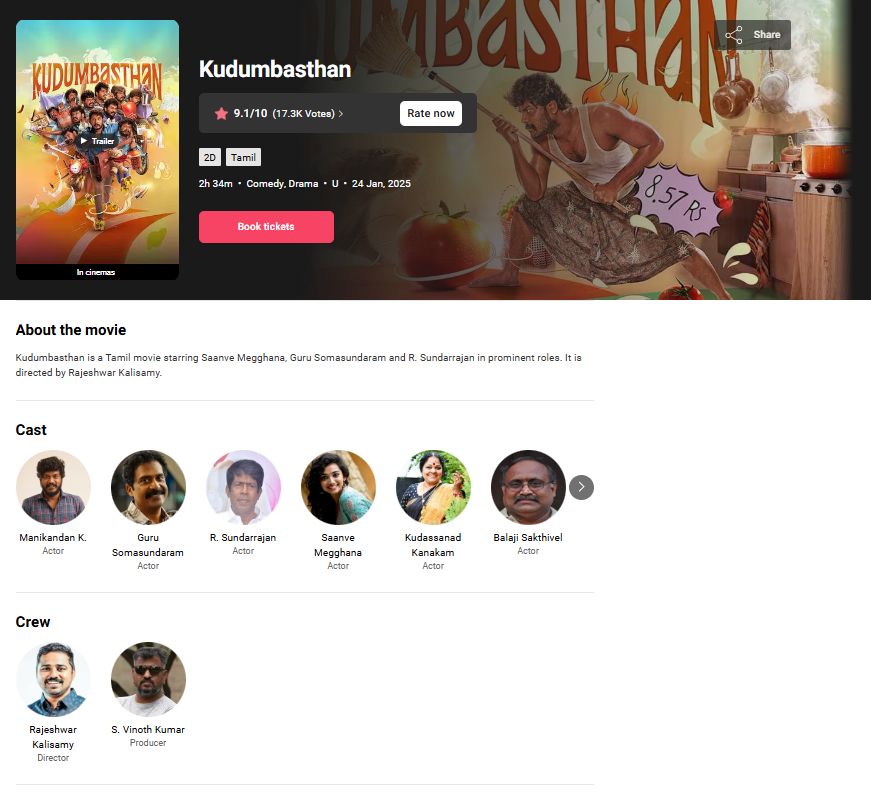 KUDUMBASTHAN
Share
KUDUMBASTHAN
Trailer
In cinemas
Kudumbasthan
9.1/10 (17.3K Votes) >
Rate now
2D Tamil
2h 34m • Comedy, Drama • U • 24 Jan, 2025
Book tickets
8.57 RS
About the movie
Kudumbasthan is a Tamil movie starring Saanve Megghana, Guru Somasundaram and R. Sundarrajan in prominent roles. It is
directed by Rajeshwar Kalisamy.
Cast
Manikandan K.
Actor
Guru
Somasundaram
Actor
R. Sundarrajan
Actor
Saanve
Megghana
Actor
Kudassanad
Kanakam
Actor
Balaji Sakthivel
Actor
Crew
Rajeshwar
Kalisamy
Director
S. Vinoth Kumar
Producer